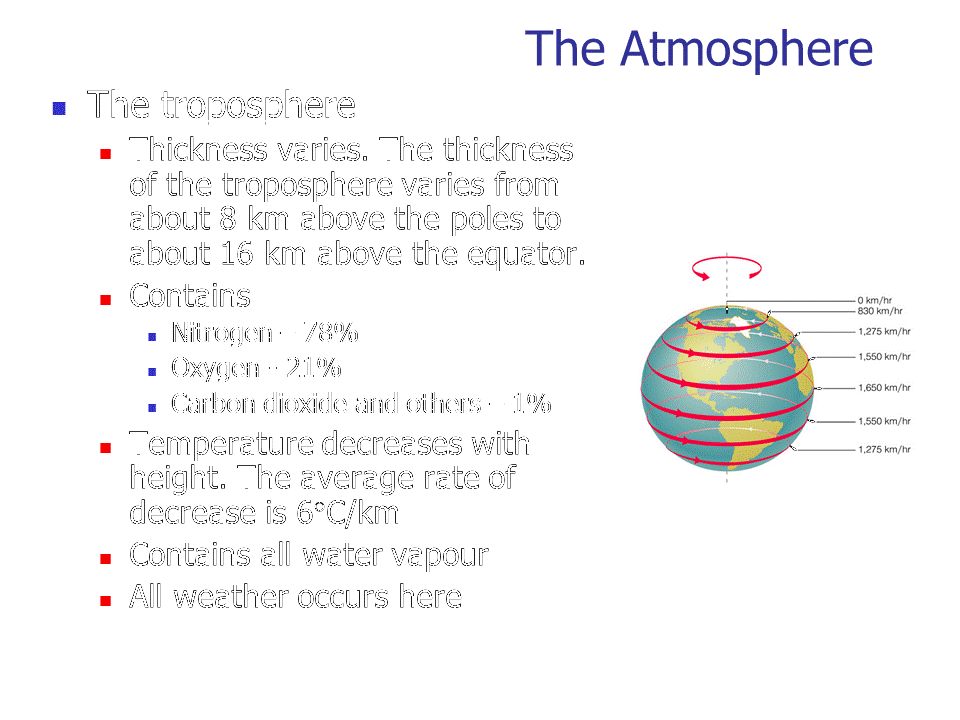 The Atmosphere
The troposphere
Thickness varies. The thickness
of the troposphere varies from
about 8 km above the poles to
about 16 km above the equator.
Contains
Nitrogen – 78%
Oxygen - 21%
Carbon dioxide and others – 1%
Temperature decreases with
height. The average rate of
decrease is 6°C/km
Contains all water vapour
All weather occurs here
0 km/hr
830 km/hr
1,275 km/hr
1,550 km/hr
1,650 km/hr
1,550 km/hr
1,275 km/hr